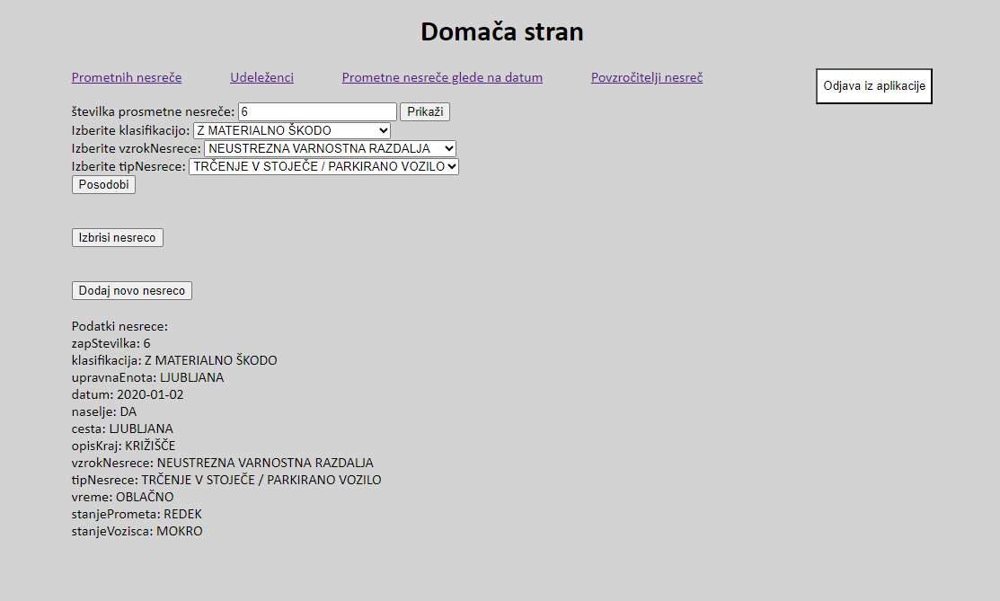 Domača stran
Prometnih nesreče Udeleženci Prometne nesreče glede na datum Povzročitelji nesreč Odjava iz aplikacije
številka prosmetne nesreče: 6 Prikaži
Izberite klasifikacijo: Z MATERIALNO ŠKODO
Izberite vzrokNesrece: NEUSTREZNA VARNOSTNA RAZDALJA
Izberite tipNesrece: TRČENJE V STOJEČE / PARKIRANO VOZILO
Posodobi
Izbrisi nesreco
Dodaj novo nesreco
Podatki nesrece:
zapStevilka: 6
klasifikacija: Z MATERIALNO ŠKODO
upravnaEnota: LJUBLJANA
datum: 2020-01-02
naselje: DA
cesta: LJUBLJANA
opisKraj: KRIŽIŠČE
vzrokNesrece: NEUSTREZNA VARNOSTNA RAZDALJA
tipNesrece: TRČENJE V STOJEČE / PARKIRANO VOZILO
vreme: OBLAČNO
stanjePrometa: REDEK
stanjeVozisca: MOKRO